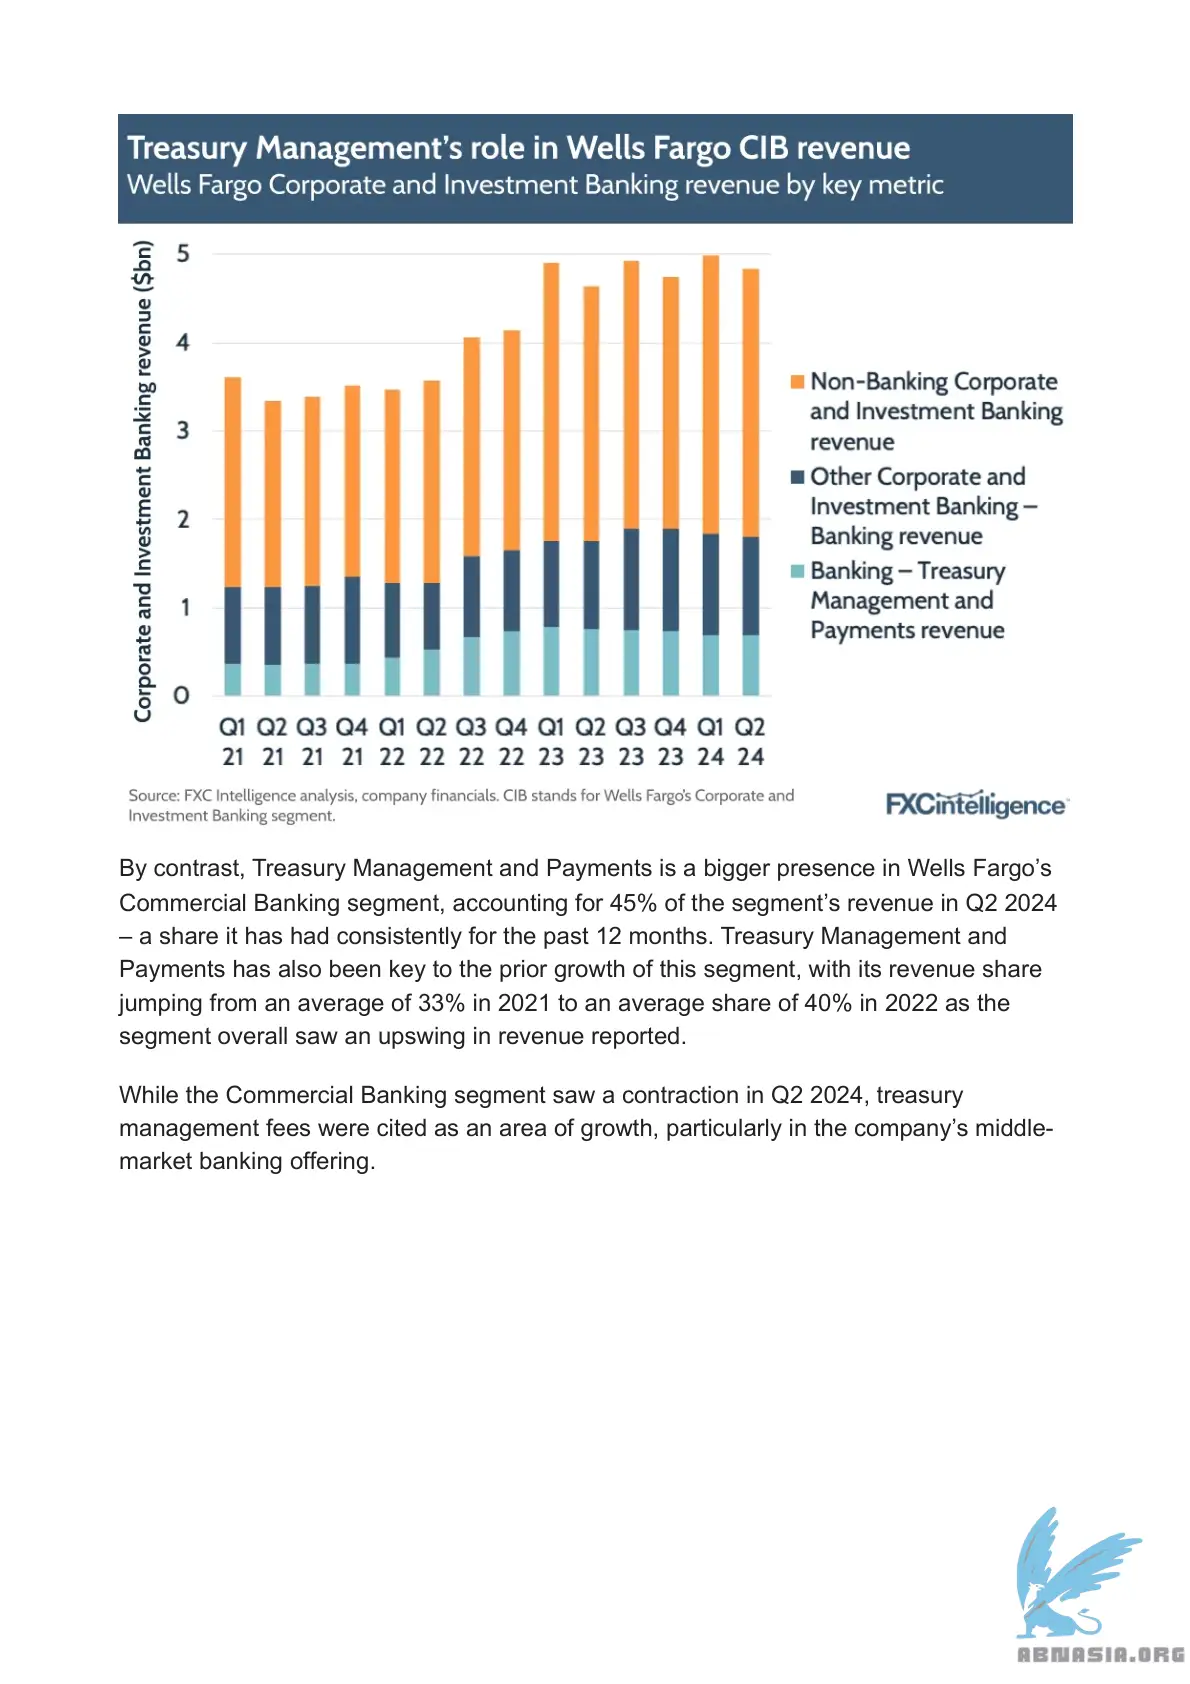 Treasury Management’s role in Wells Fargo CIB revenue
Wells Fargo Corporate and Investment Banking revenue by key metric
Corporate and Investment Banking revenue ($bn)
5
4
3
2
1
0
Q1 Q2 Q3 Q4 Q1 Q2 Q3 Q4 Q1 Q2 Q3 Q4 Q1 Q2
21 21 21 21 22 22 22 22 23 23 23 23 24 24
Non-Banking Corporate
and Investment Banking
revenue
Other Corporate and
Investment Banking –
Banking revenue
Banking – Treasury
Management and
Payments revenue
Source: FXC Intelligence analysis, company financials. CIB stands for Wells Fargo’s Corporate and
Investment Banking segment.
FXCintelligence
By contrast, Treasury Management and Payments is a bigger presence in Wells Fargo’s
Commercial Banking segment, accounting for 45% of the segment’s revenue in Q2 2024
– a share it has had consistently for the past 12 months. Treasury Management and
Payments has also been key to the prior growth of this segment, with its revenue share
jumping from an average of 33% in 2021 to an average share of 40% in 2022 as the
segment overall saw an upswing in revenue reported.
While the Commercial Banking segment saw a contraction in Q2 2024, treasury
management fees were cited as an area of growth, particularly in the company’s middle-
market banking offering.
ABNASIA.ORG